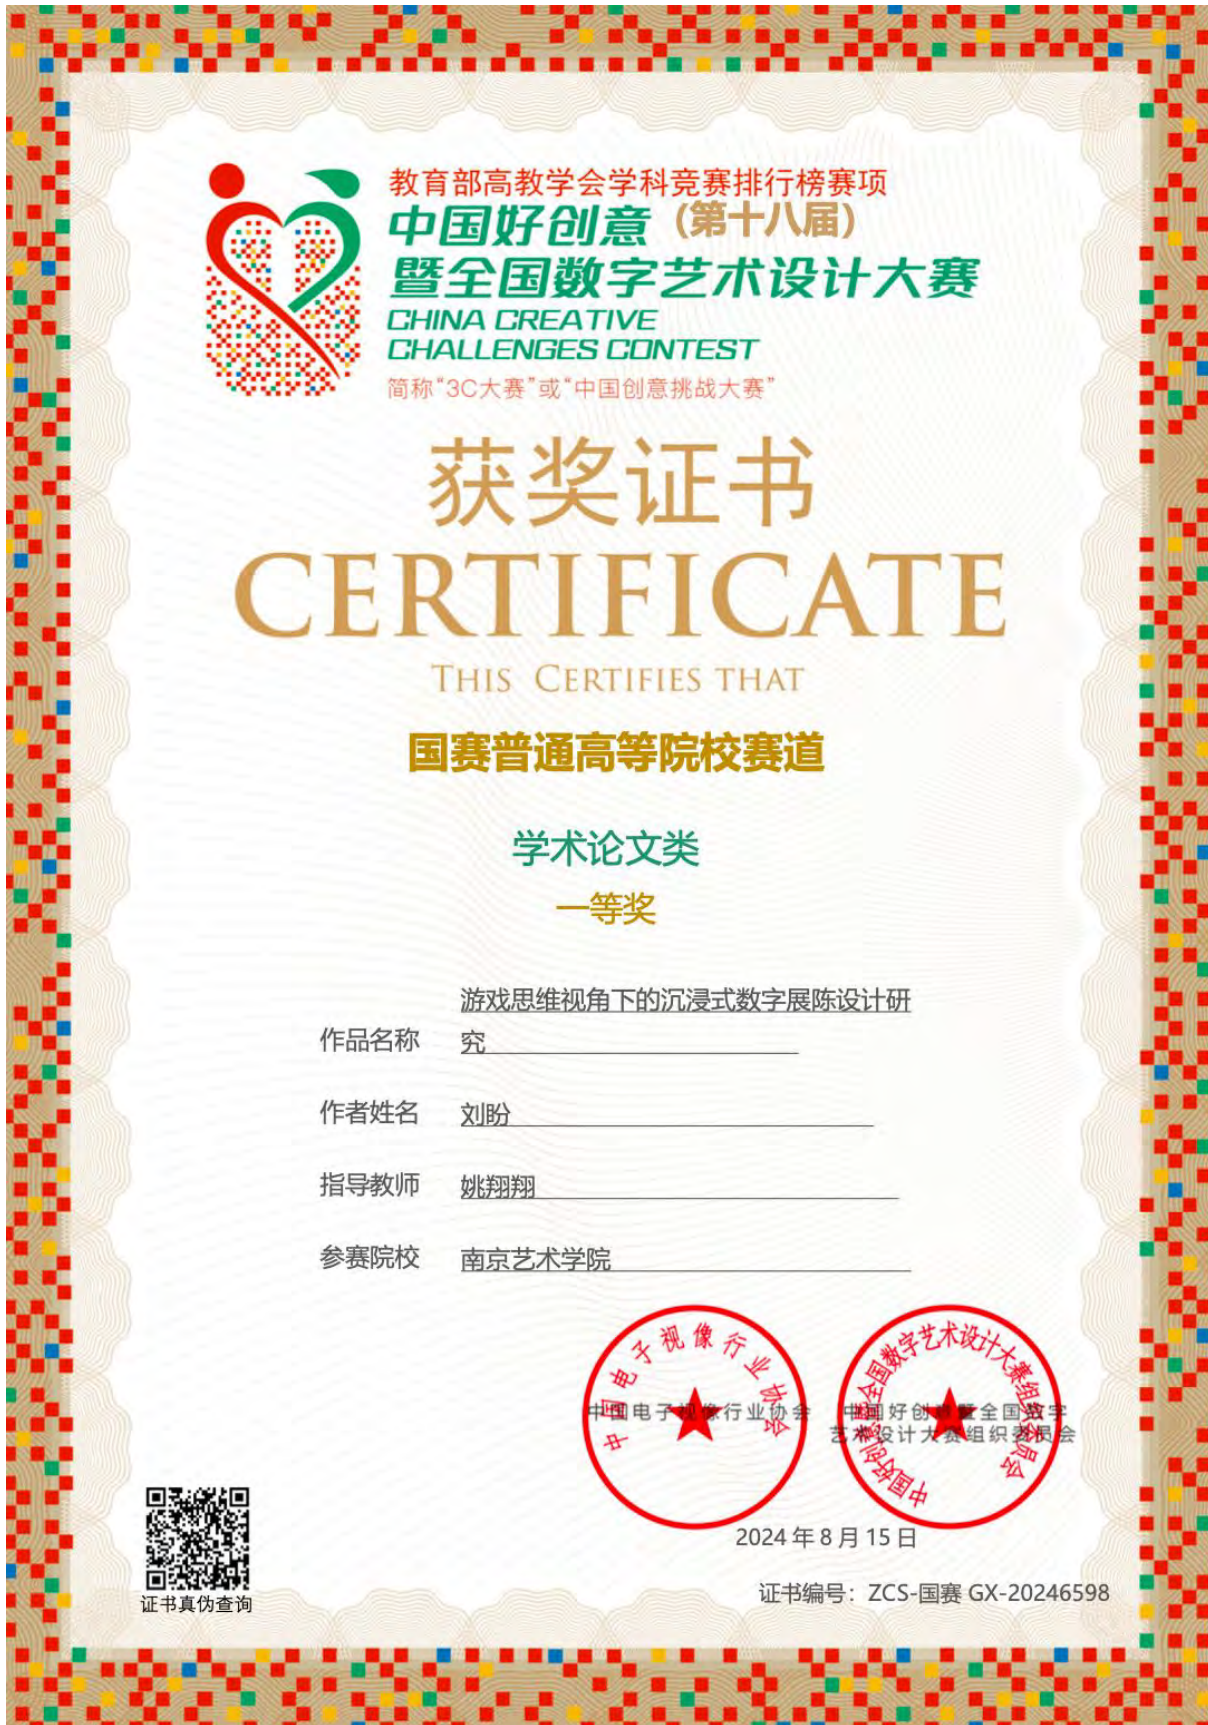 教育部高教学会学科竞赛排行榜赛项
中国好创意（第十八届）
暨全国数字艺术设计大赛
CHINA CREATIVE
CHALLENGES CONTEST
简称“3C大赛”或“中国创意挑战大赛”
获奖证书
CERTIFICATE
THIS CERTIFIES THAT
国赛普通高等院校赛道
学术论文类
一等奖
游戏思维视角下的沉浸式数字展陈设计研
作品名称 究
作者姓名 刘盼
指导教师 姚翔翔
参赛院校 南京艺术学院
中国电子视像行业协会
中国好创意暨全国数字艺术设计大赛组织委员会
中国电子视像行业协会
中国好创意暨全国数字
艺术设计大赛组织委员会
2024 年 8 月 15 日
证书真伪查询
证书编号：ZCS-国赛 GX-20246598